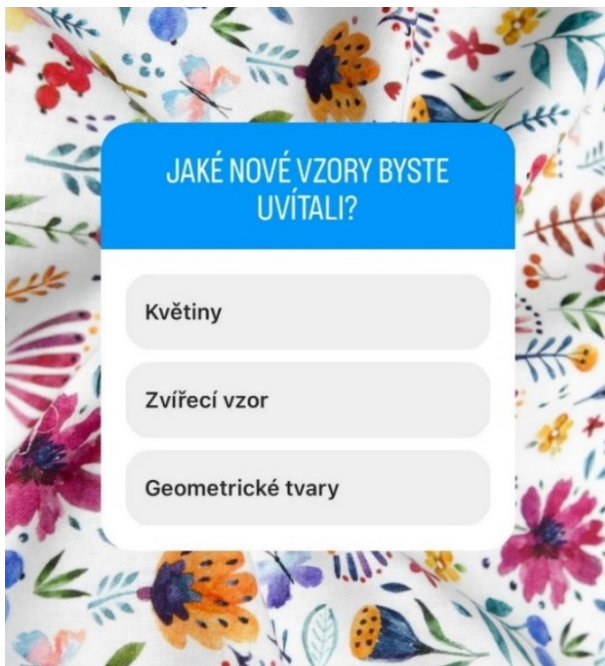 JAKÉ NOVÉ VZORY BYSTE
UVÍTALI?
Květiny
Zvířecí vzor
Geometrické tvary